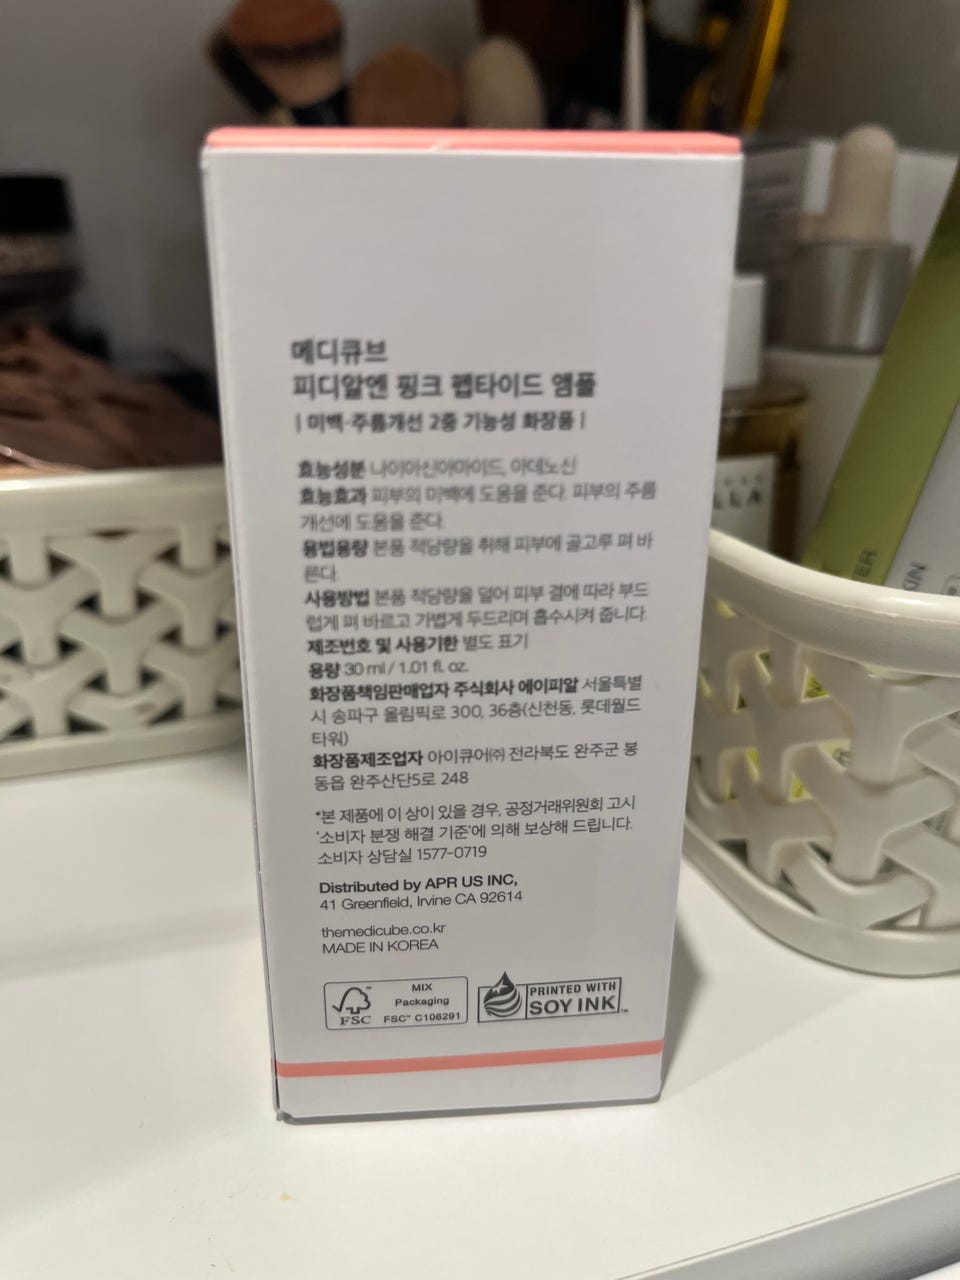 메디큐브
피디알엔 핑크 펩타이드 앰플
| 미백·주름개선 2중 기능성 화장품 |
효능성분 나이아신아마이드, 아데노신
효능효과 피부의 미백에 도움을 준다. 피부의 주름
개선에 도움을 준다.
용법용량 본품 적당량을 취해 피부에 골고루 펴 바
른다.
사용방법 본품 적당량을 덜어 피부 결에 따라 부드
럽게 펴 바르고 가볍게 두드리며 흡수시켜 줍니다.
제조번호 및 사용기한 별도 표기
용량 30 ml / 1.01 fl. oz.
화장품책임판매업자 주식회사 에이피알 서울특별
시 송파구 올림픽로 300, 36층(신천동, 롯데월드
타워)
화장품제조업자 아이큐어㈜ 전라북도 완주군 봉
동읍 완주산단5로 248
*본 제품에 이 상이 있을 경우, 공정거래위원회 고시
'소비자 분쟁 해결 기준'에 의해 보상해 드립니다.
소비자 상담실 1577-0719
Distributed by APR US INC,
41 Greenfield, Irvine CA 92614
themedicube.co.kr
MADE IN KOREA
FSC
MIX
Packaging
FSC™ C106291
PRINTED WITH
SOY INK™
LLA